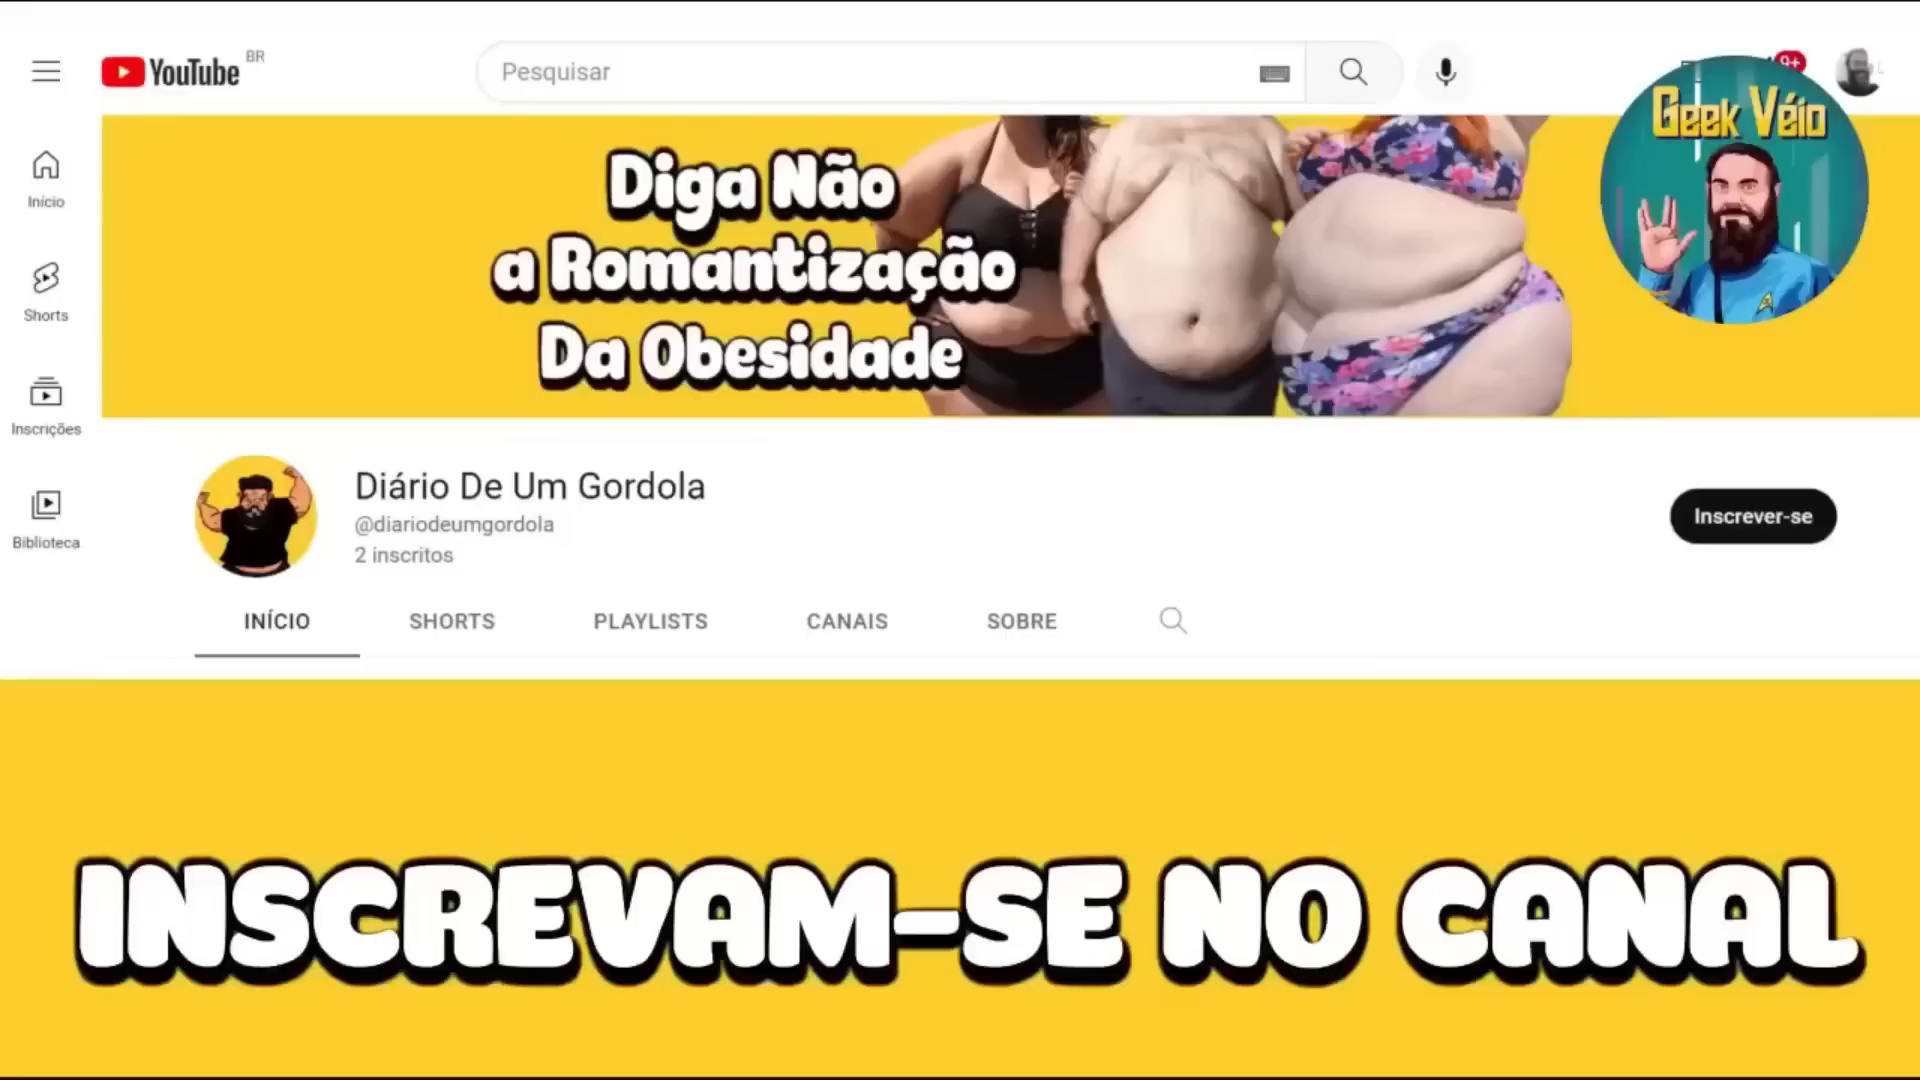 YouTube BR
Pesquisar
9+
Geek Véio
Início
Shorts
Inscrições
Biblioteca
Diga Não
a Romantização
Da Obesidade
Diário De Um Gordola
@diariodeumgordola
2 inscritos
Inscrever-se
INÍCIO SHORTS PLAYLISTS CANAIS SOBRE
INSCREVAM-SE NO CANAL